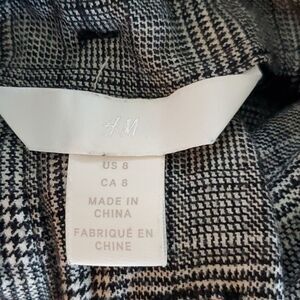 H&M
US 8
CA 8
MADE IN
CHINA
FABRIQUÉ EN
CHINE